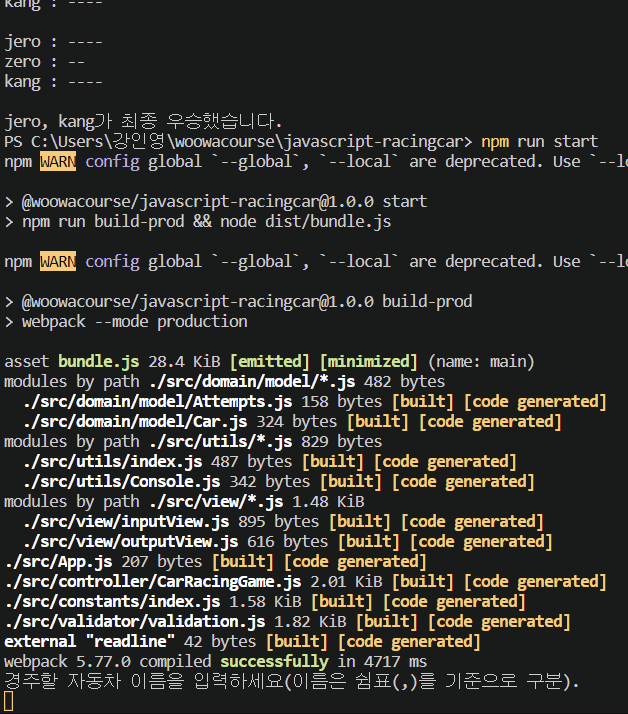 kang : ----
jero : ----
zero : --
kang : ----
jero, kang가 최종 우승했습니다.
PS C:\Users\강인영\woowacourse\javascript-racingcar> npm run start
npm WARN config global `--global`, `--local` are deprecated. Use `--lo
> @woowacourse/javascript-racingcar@1.0.0 start
> npm run build-prod && node dist/bundle.js
npm WARN config global `--global`, `--local` are deprecated. Use `--lo
> @woowacourse/javascript-racingcar@1.0.0 build-prod
> webpack --mode production
asset bundle.js 28.4 KiB [emitted] [minimized] (name: main)
modules by path ./src/domain/model/*.js 482 bytes
./src/domain/model/Attempts.js 158 bytes [built] [code generated]
./src/domain/model/Car.js 324 bytes [built] [code generated]
modules by path ./src/utils/*.js 829 bytes
./src/utils/index.js 487 bytes [built] [code generated]
./src/utils/Console.js 342 bytes [built] [code generated]
modules by path ./src/view/*.js 1.48 KiB
./src/view/inputView.js 895 bytes [built] [code generated]
./src/view/outputView.js 616 bytes [built] [code generated]
./src/App.js 207 bytes [built] [code generated]
./src/controller/CarRacingGame.js 2.01 KiB [built] [code generated]
./src/constants/index.js 1.58 KiB [built] [code generated]
./src/validator/validation.js 1.82 KiB [built] [code generated]
external "readline" 42 bytes [built] [code generated]
webpack 5.77.0 compiled successfully in 4717 ms
경주할 자동차 이름을 입력하세요(이름은 쉼표(,)를 기준으로 구분).